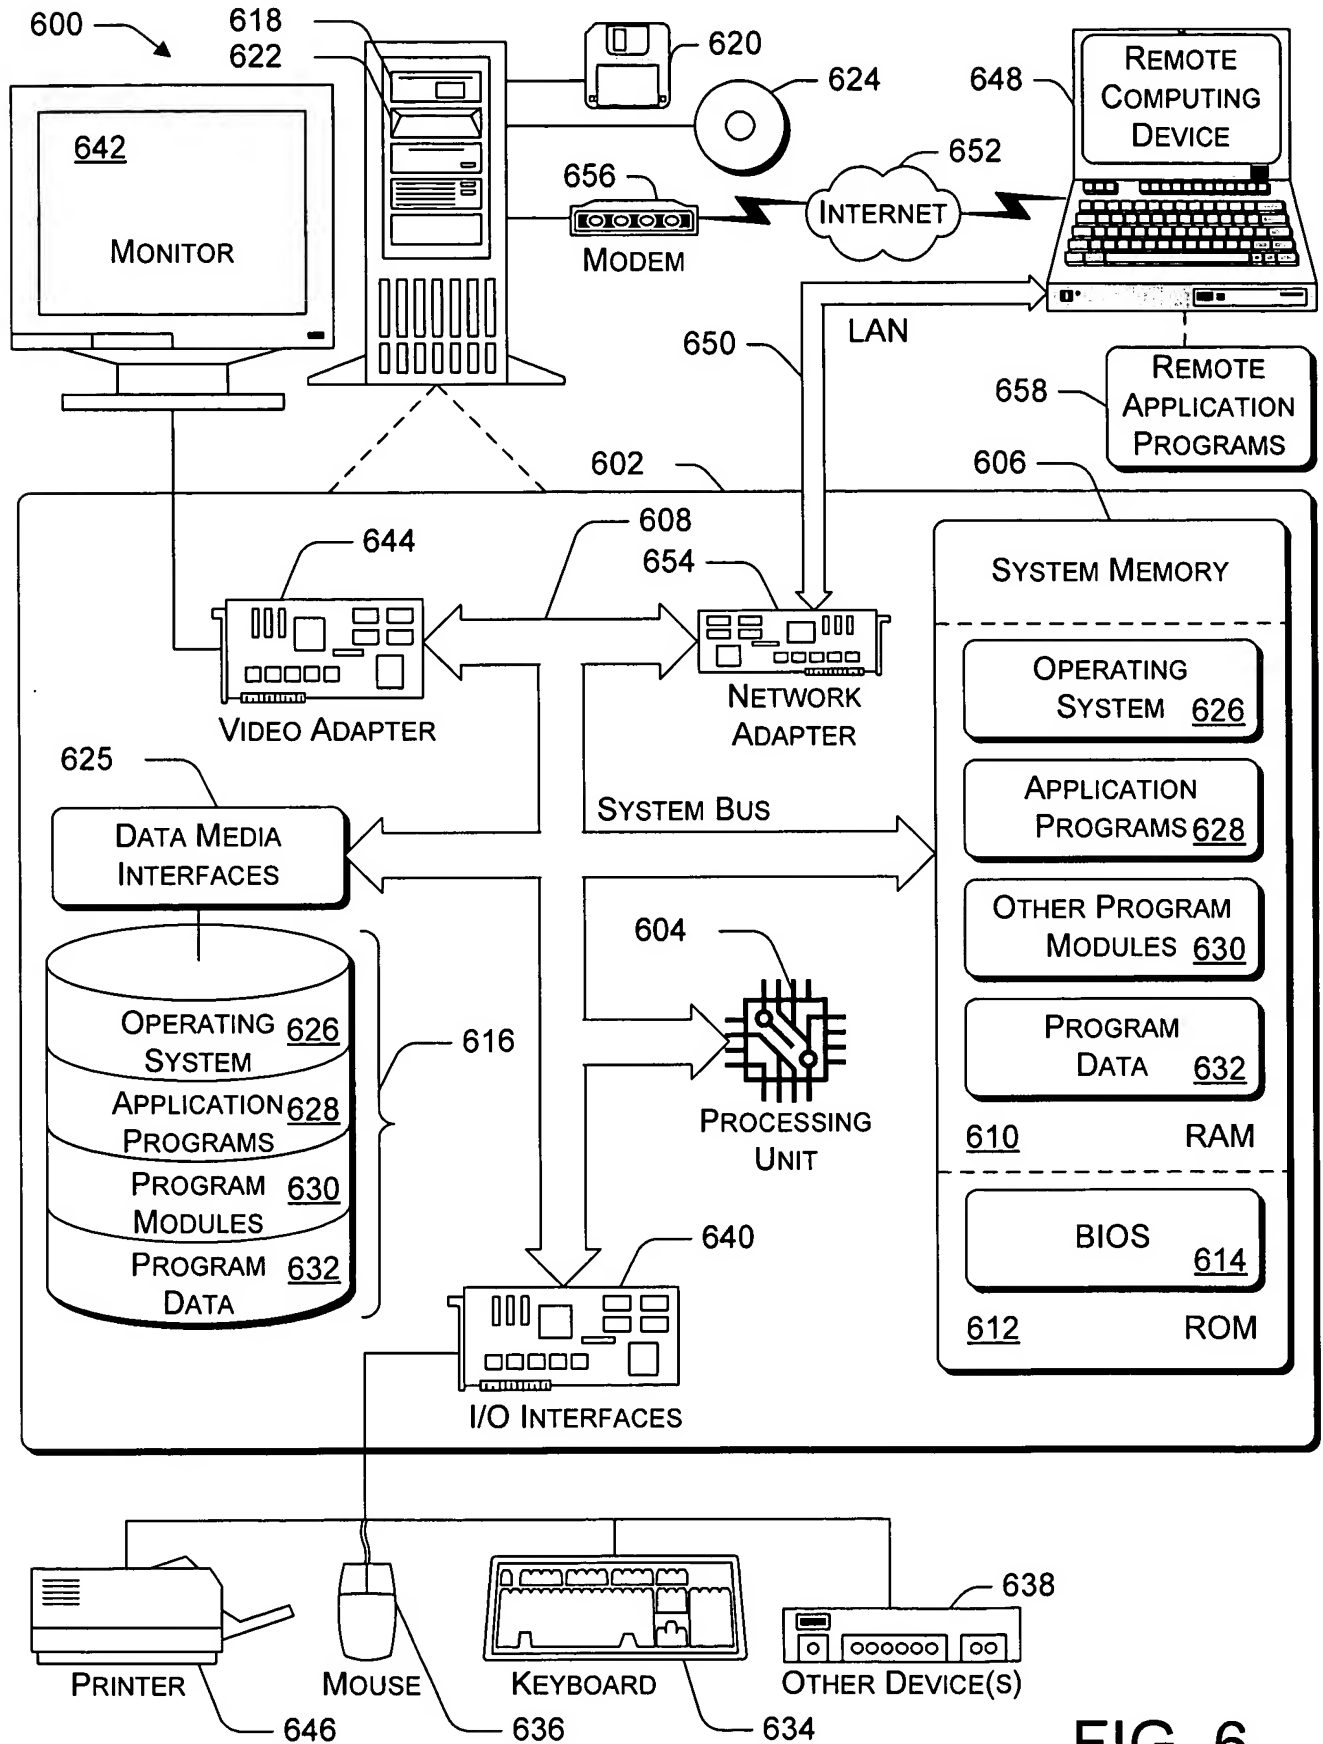 600
618
622
620
624
648
REMOTE
COMPUTING
DEVICE
642
MONITOR
656
MODEM
652
INTERNET
LAN
650
658
REMOTE
APPLICATION
PROGRAMS
602
606
644
608
654
VIDEO ADAPTER
NETWORK
ADAPTER
SYSTEM MEMORY
OPERATING
SYSTEM 626
APPLICATION
PROGRAMS 628
OTHER PROGRAM
MODULES 630
PROGRAM
DATA 632
610 RAM
BIOS
614
612 ROM
625
DATA MEDIA
INTERFACES
SYSTEM BUS
604
PROCESSING
UNIT
OPERATING 626
SYSTEM
APPLICATION 628
PROGRAMS
PROGRAM 630
MODULES
PROGRAM 632
DATA
616
640
I/O INTERFACES
PRINTER
646
MOUSE
636
KEYBOARD
634
638
OTHER DEVICE(S)
FIG. 6